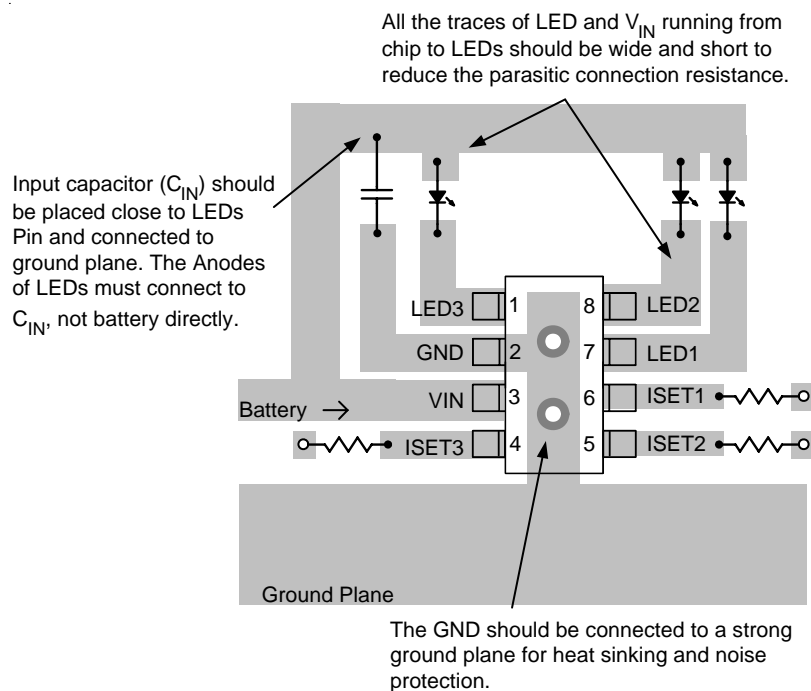 All the traces of LED and V_IN running from
chip to LEDs should be wide and short to
reduce the parasitic connection resistance.
Input capacitor (C_IN) should
be placed close to LEDs
Pin and connected to
ground plane. The Anodes
of LEDs must connect to
C_IN, not battery directly.
LED3 1 8 LED2
GND 2 7 LED1
VIN 3 6 ISET1
Battery →
ISET3 4 5 ISET2
Ground Plane
The GND should be connected to a strong
ground plane for heat sinking and noise
protection.